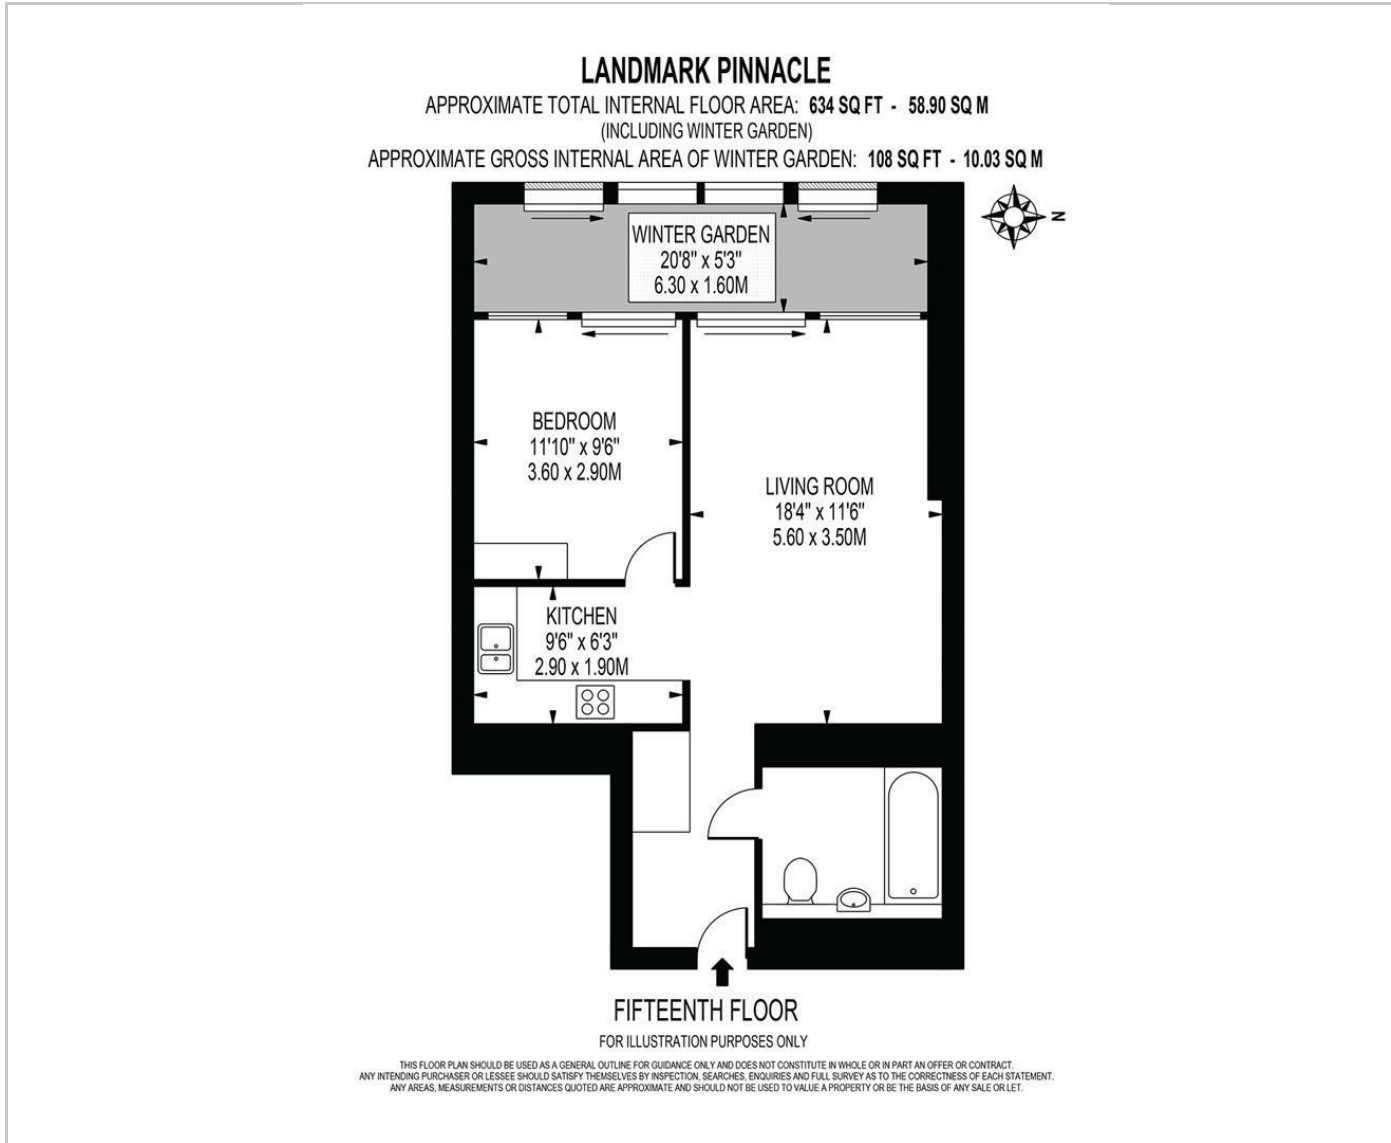 LANDMARK PINNACLE
APPROXIMATE TOTAL INTERNAL FLOOR AREA: 634 SQ FT - 58.90 SQ M
(INCLUDING WINTER GARDEN)
APPROXIMATE GROSS INTERNAL AREA OF WINTER GARDEN: 108 SQ FT - 10.03 SQ M
N
WINTER GARDEN
20'8" x 5'3"
6.30 x 1.60M
BEDROOM
11'10" x 9'6"
3.60 x 2.90M
LIVING ROOM
18'4" x 11'6"
5.60 x 3.50M
KITCHEN
9'6" x 6'3"
2.90 x 1.90M
FIFTEENTH FLOOR
FOR ILLUSTRATION PURPOSES ONLY
THIS FLOOR PLAN SHOULD BE USED AS A GENERAL OUTLINE FOR GUIDANCE ONLY AND DOES NOT CONSTITUTE IN WHOLE OR IN PART AN OFFER OR CONTRACT.
ANY INTENDING PURCHASER OR LESSEE SHOULD SATISFY THEMSELVES BY INSPECTION, SEARCHES, ENQUIRIES AND FULL SURVEY AS TO THE CORRECTNESS OF EACH STATEMENT.
ANY AREAS, MEASUREMENTS OR DISTANCES QUOTED ARE APPROXIMATE AND SHOULD NOT BE USED TO VALUE A PROPERTY OR BE THE BASIS OF ANY SALE OR LET.